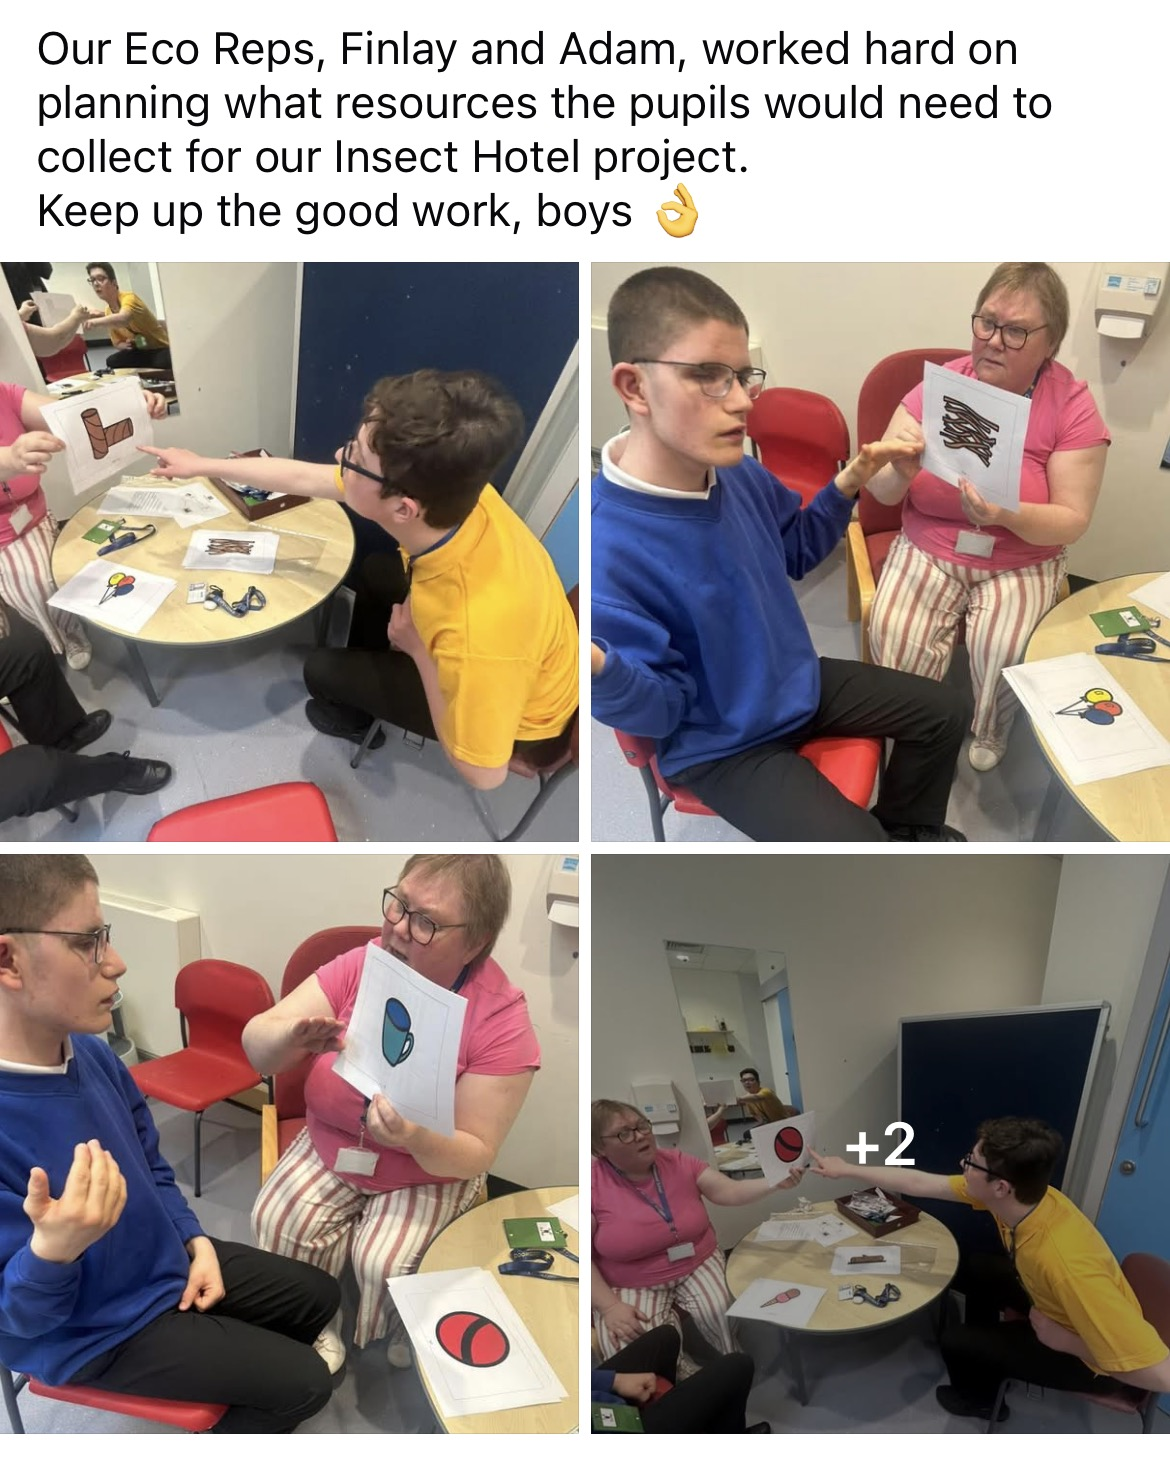 Our Eco Reps, Finlay and Adam, worked hard on
planning what resources the pupils would need to
collect for our Insect Hotel project.
Keep up the good work, boys 👌
+2